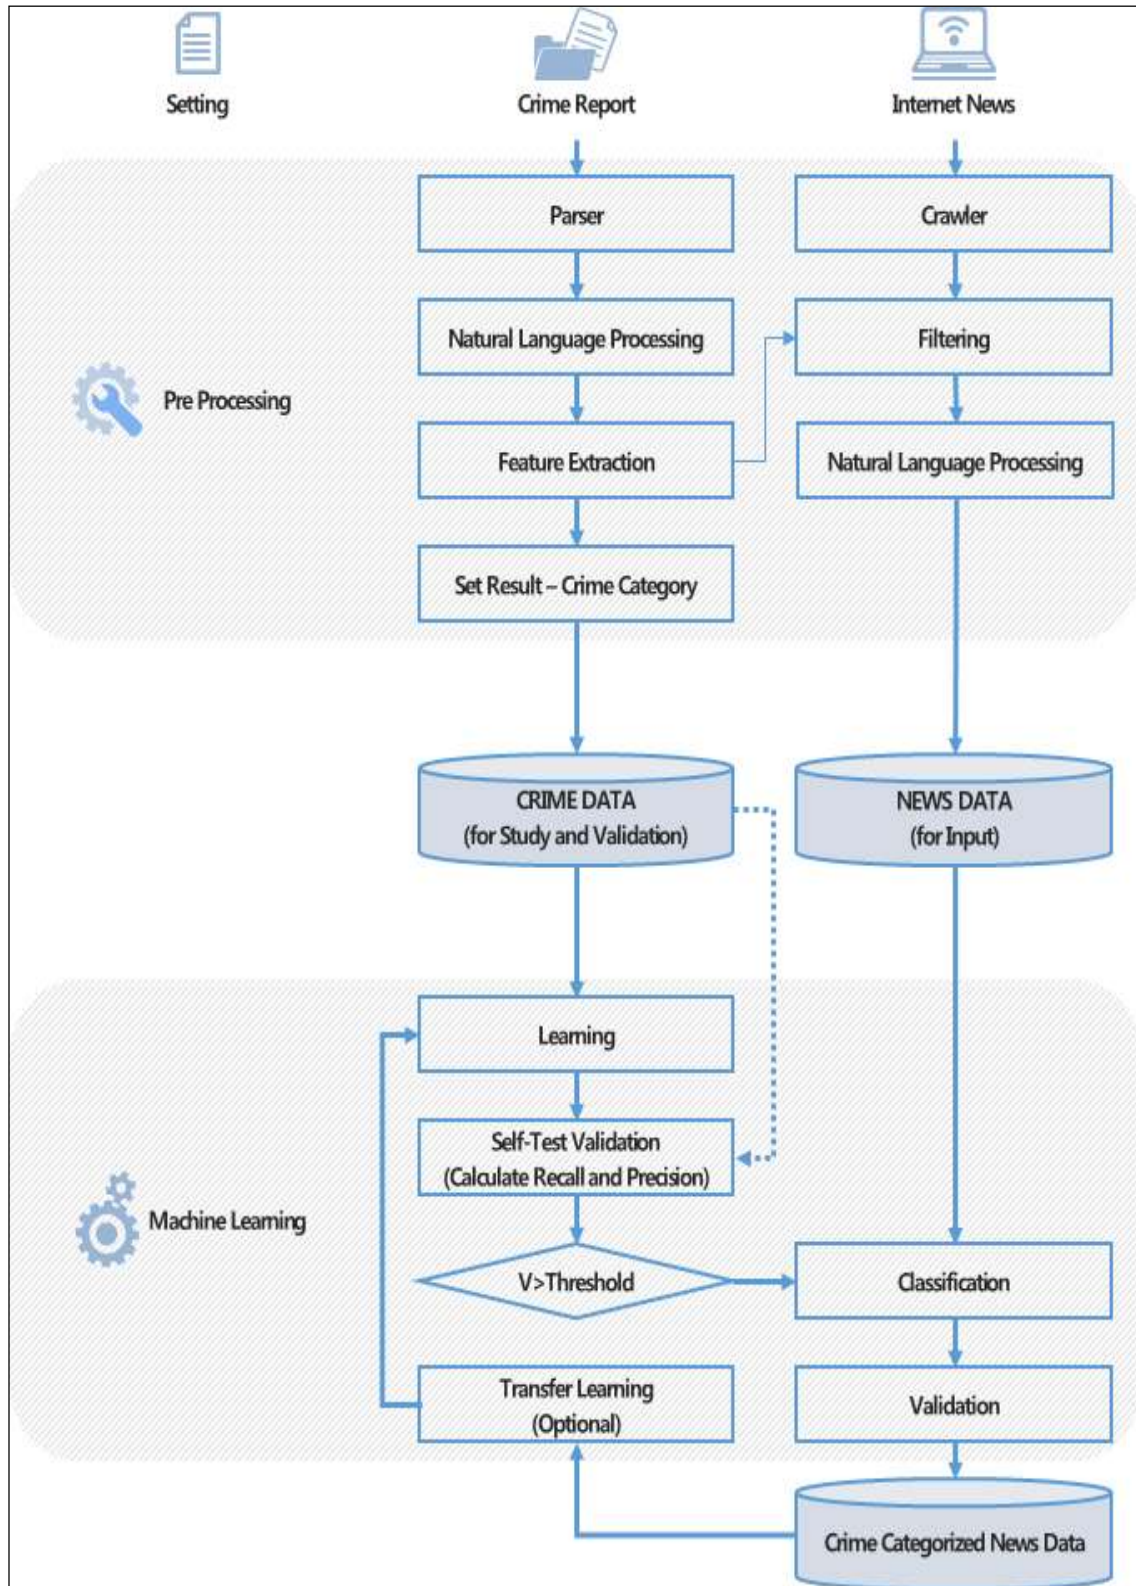 Setting
Crime Report
Internet News
Parser
Crawler
Natural Language Processing
Filtering
Pre Processing
Feature Extraction
Natural Language Processing
Set Result – Crime Category
CRIME DATA
(for Study and Validation)
NEWS DATA
(for Input)
Learning
Self-Test Validation
(Calculate Recall and Precision)
Machine Learning
V>Threshold
Classification
Transfer Learning
(Optional)
Validation
Crime Categorized News Data